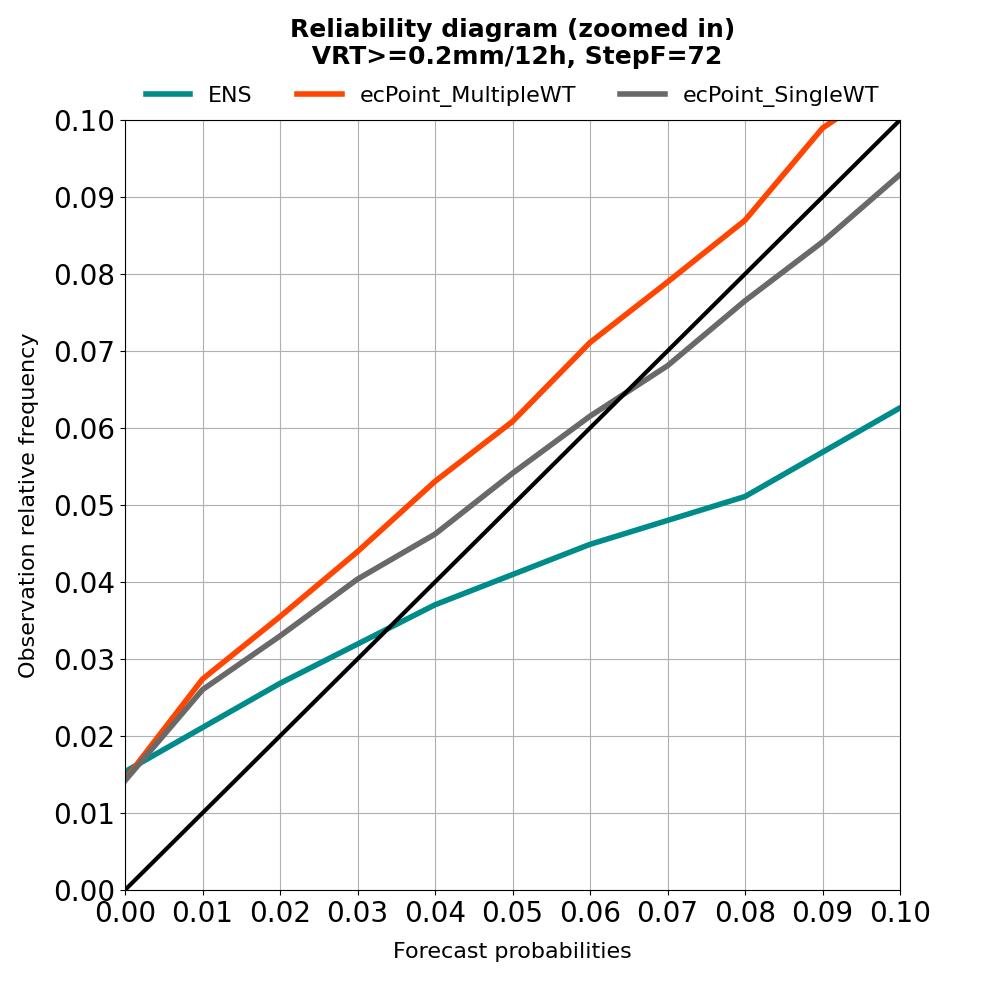 Reliability diagram (zoomed in)
VRT>=0.2mm/12h, StepF=72
ENS ecPoint_MultipleWT ecPoint_SingleWT
0.10
0.09
0.08
0.07
0.06
0.05
0.04
0.03
0.02
0.01
0.00
Observation relative frequency
0.00 0.01 0.02 0.03 0.04 0.05 0.06 0.07 0.08 0.09 0.10
Forecast probabilities